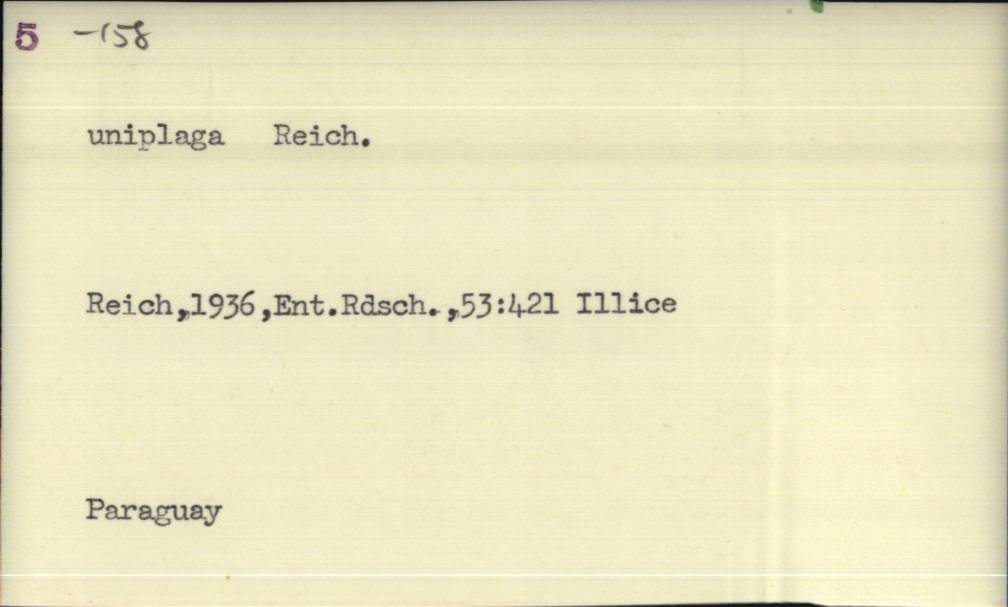 5 -158
uniplaga Reich.
Reich,,1936,Ent.Rdsch.,,53:421 Illice
Paraguay